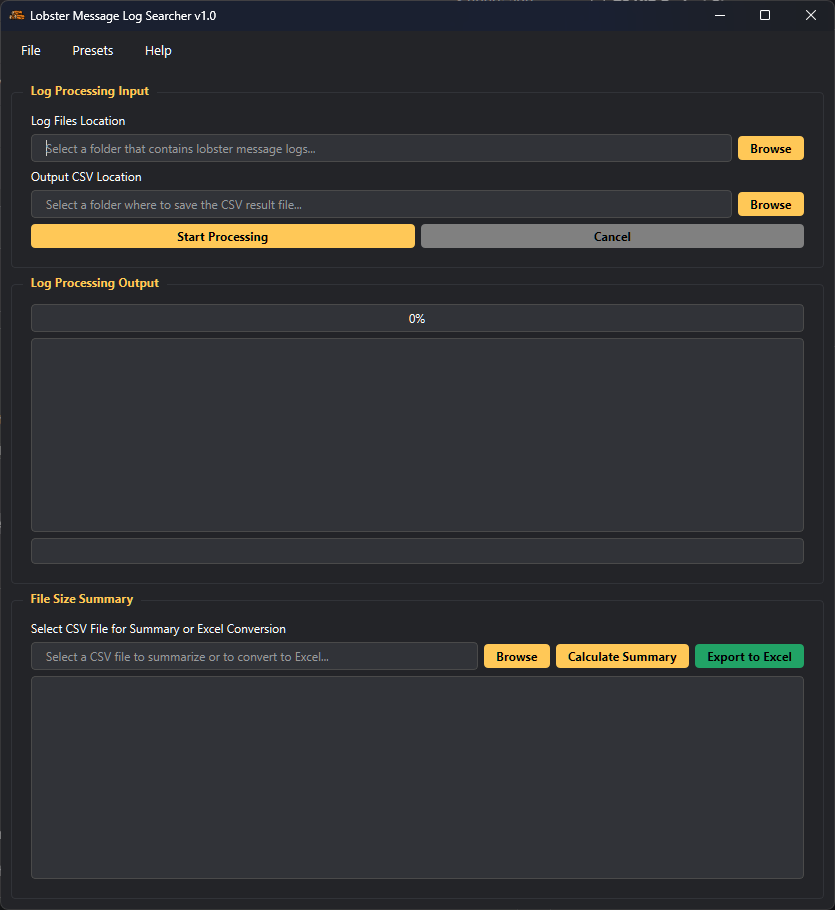 Lobster Message Log Searcher v1.0
File Presets Help
Log Processing Input
Log Files Location
Select a folder that contains lobster message logs... Browse
Output CSV Location
Select a folder where to save the CSV result file... Browse
Start Processing Cancel
Log Processing Output
0%
File Size Summary
Select CSV File for Summary or Excel Conversion
Select a CSV file to summarize or to convert to Excel... Browse Calculate Summary Export to Excel